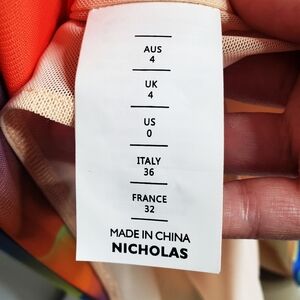 AUS
4
UK
4
US
0
ITALY
36
FRANCE
32
MADE IN CHINA
NICHOLAS